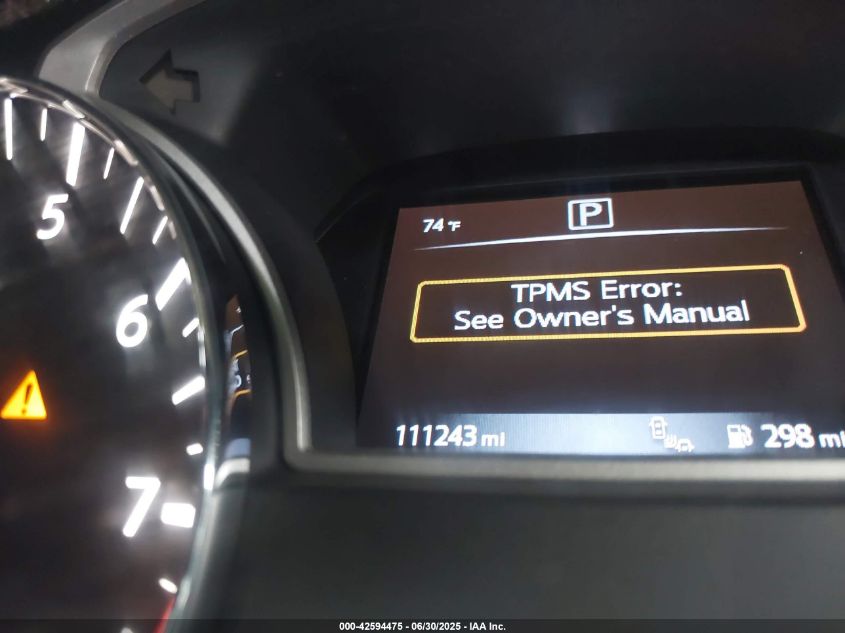 5
6
7
74°F
P
TPMS Error:
See Owner's Manual
111243 mi
298 mi
000-42594475 - 06/30/2025 - IAA Inc.